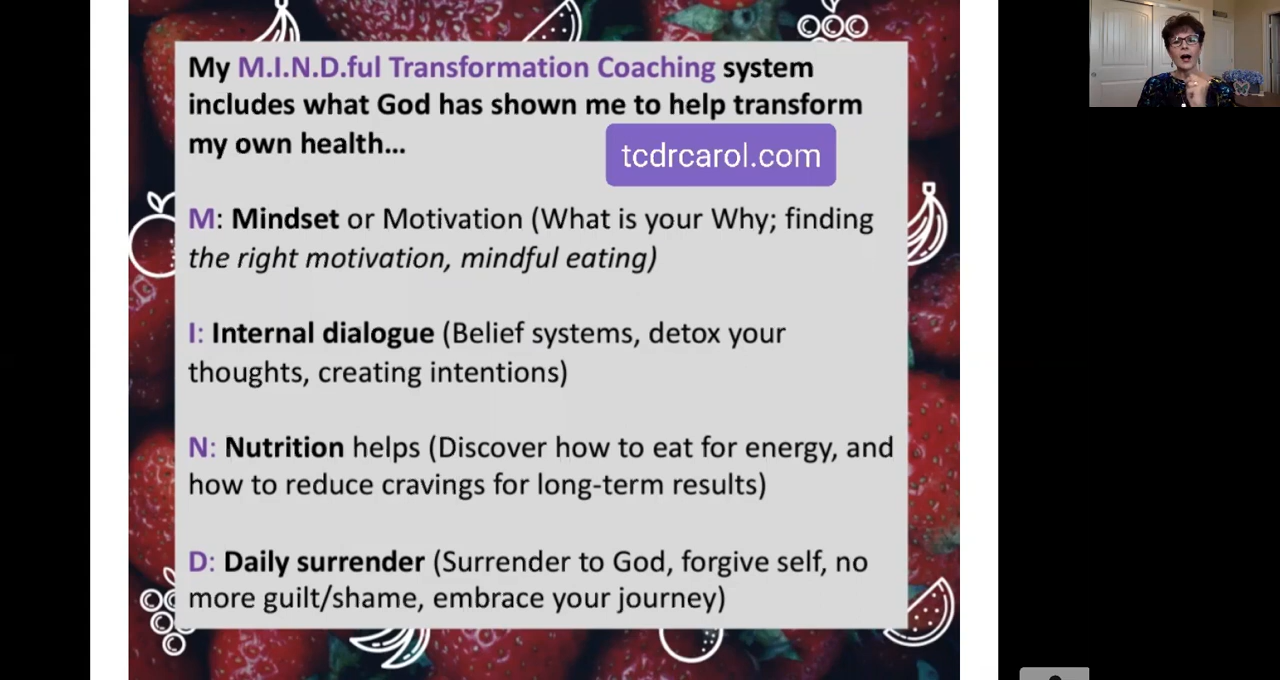 My M.I.N.D.ful Transformation Coaching system
includes what God has shown me to help transform
my own health...
tcdrcarol.com
M: Mindset or Motivation (What is your Why; finding
the right motivation, mindful eating)
I: Internal dialogue (Belief systems, detox your
thoughts, creating intentions)
N: Nutrition helps (Discover how to eat for energy, and
how to reduce cravings for long-term results)
D: Daily surrender (Surrender to God, forgive self, no
more guilt/shame, embrace your journey)